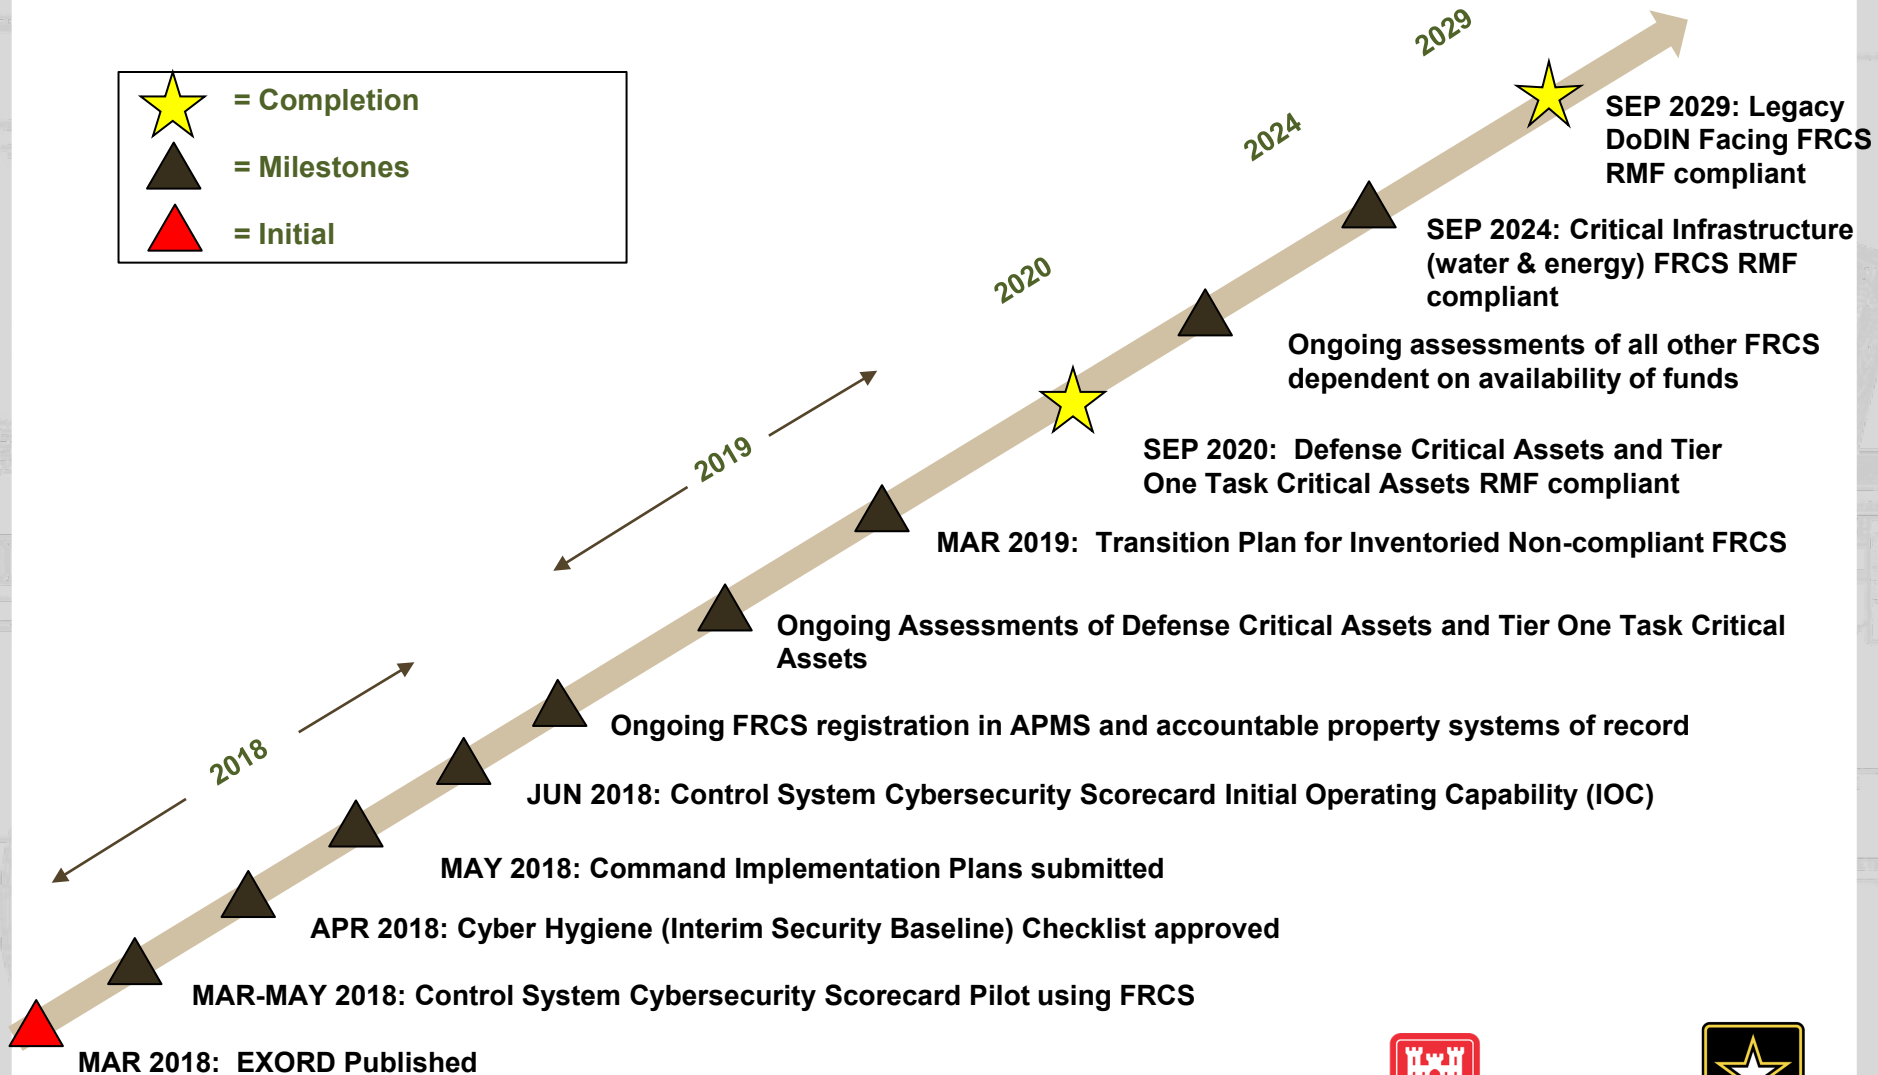 = Completion
= Milestones
= Initial
2029
2024
2020
2019
2018
SEP 2029: Legacy
DoDIN Facing FRCS
RMF compliant
SEP 2024: Critical Infrastructure
(water & energy) FRCS RMF
compliant
Ongoing assessments of all other FRCS
dependent on availability of funds
SEP 2020: Defense Critical Assets and Tier
One Task Critical Assets RMF compliant
MAR 2019: Transition Plan for Inventoried Non-compliant FRCS
Ongoing Assessments of Defense Critical Assets and Tier One Task Critical
Assets
Ongoing FRCS registration in APMS and accountable property systems of record
JUN 2018: Control System Cybersecurity Scorecard Initial Operating Capability (IOC)
MAY 2018: Command Implementation Plans submitted
APR 2018: Cyber Hygiene (Interim Security Baseline) Checklist approved
MAR-MAY 2018: Control System Cybersecurity Scorecard Pilot using FRCS
MAR 2018: EXORD Published